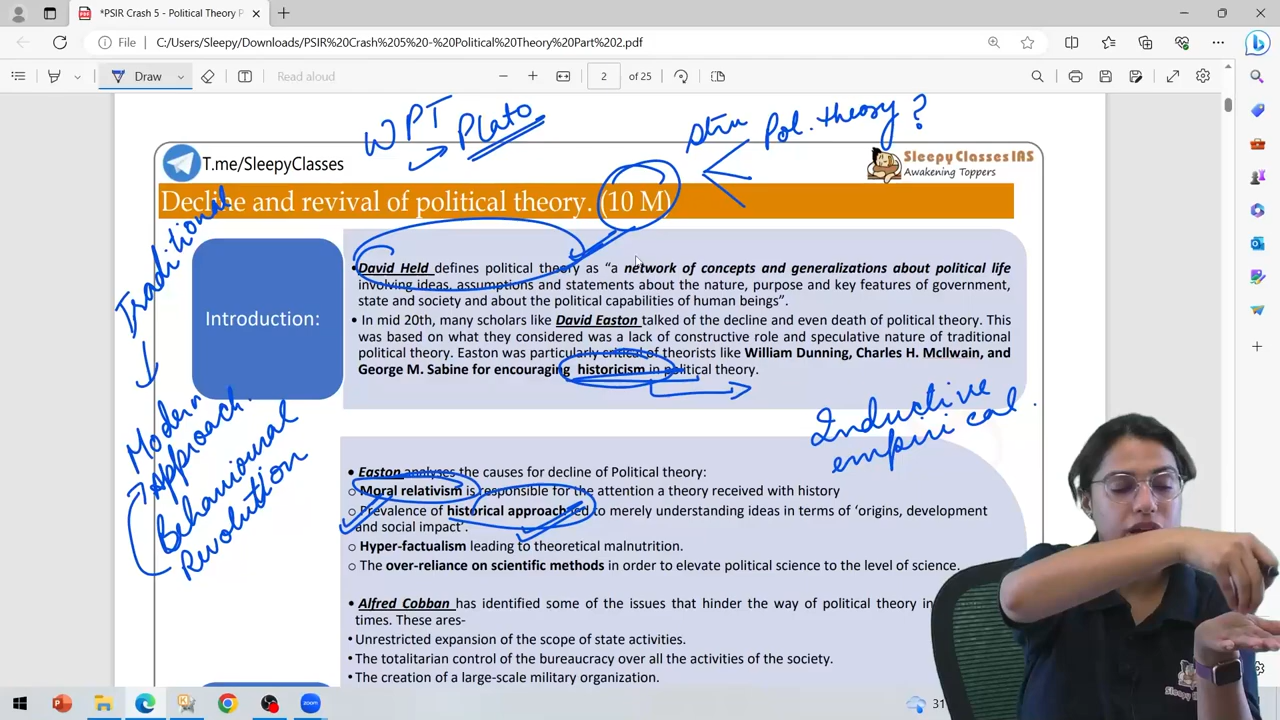 *PSIR Crash 5 - Political Theory P
File
C:/Users/Sleepy/Downloads/PSIR%20Crash%205%20-%20Political%20Theory%20Part%202.pdf
Draw
Read aloud
2 of 25
WPT
Plato
Pol. theory ?
T.me/SleepyClasses
SleepyClasses IAS
Awakening Toppers
Decline and revival of political theory. (10 M)
Traditional
Modern
Approach.
Behavioural
Revolution
Introduction:
•David Held defines political theory as “a network of concepts and generalizations about political life
involving ideas, assumptions and statements about the nature, purpose and key features of government,
state and society and about the political capabilities of human beings”.
• In mid 20th, many scholars like David Easton talked of the decline and even death of political theory. This
was based on what they considered was a lack of constructive role and speculative nature of traditional
political theory. Easton was particularly critical of theorists like William Dunning, Charles H. McIlwain, and
George M. Sabine for encouraging historicism in political theory.
Inductive
empirical.
• Easton analyses the causes for decline of Political theory:
o Moral relativism is responsible for the attention a theory received with history
o Prevalence of historical approach led to merely understanding ideas in terms of ‘origins, development
and social impact’.
o Hyper-factualism leading to theoretical malnutrition.
o The over-reliance on scientific methods in order to elevate political science to the level of science.
• Alfred Cobban has identified some of the issues that hinder the way of political theory in
times. These ares-
• Unrestricted expansion of the scope of state activities.
• The totalitarian control of the bureaucracy over all the activities of the society.
• The creation of a large-scale military organization.
Sleepy
31